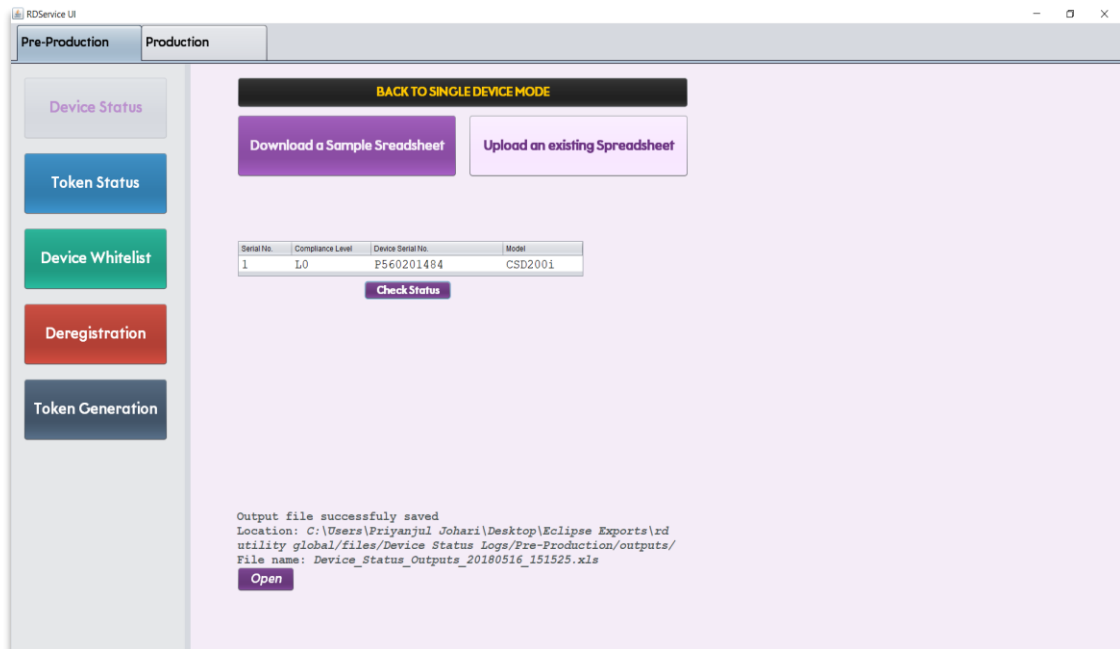 RDService UI
Pre-Production Production
Device Status
Token Status
Device Whitelist
Deregistration
Token Generation
BACK TO SINGLE DEVICE MODE
Download a Sample Sreadsheet Upload an existing Spreadsheet
Serial No. Compliance Level Device Serial No. Model
1 L0 P560201484 CSD200i
Check Status
Output file successfuly saved
Location: C:\Users\Priyanjul Johari\Desktop\Eclipse Exports\rd
utility global/files/Device Status Logs/Pre-Production/outputs/
File name: Device_Status_Outputs_20180516_151525.xls
Open